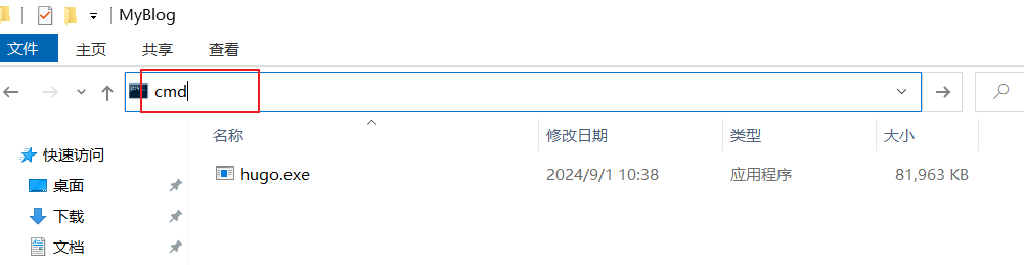 MyBlog
文件 主页 共享 查看
cmd
名称 修改日期 类型 大小
快速访问
hugo.exe 2024/9/1 10:38 应用程序 81,963 KB
桌面
下载
文档